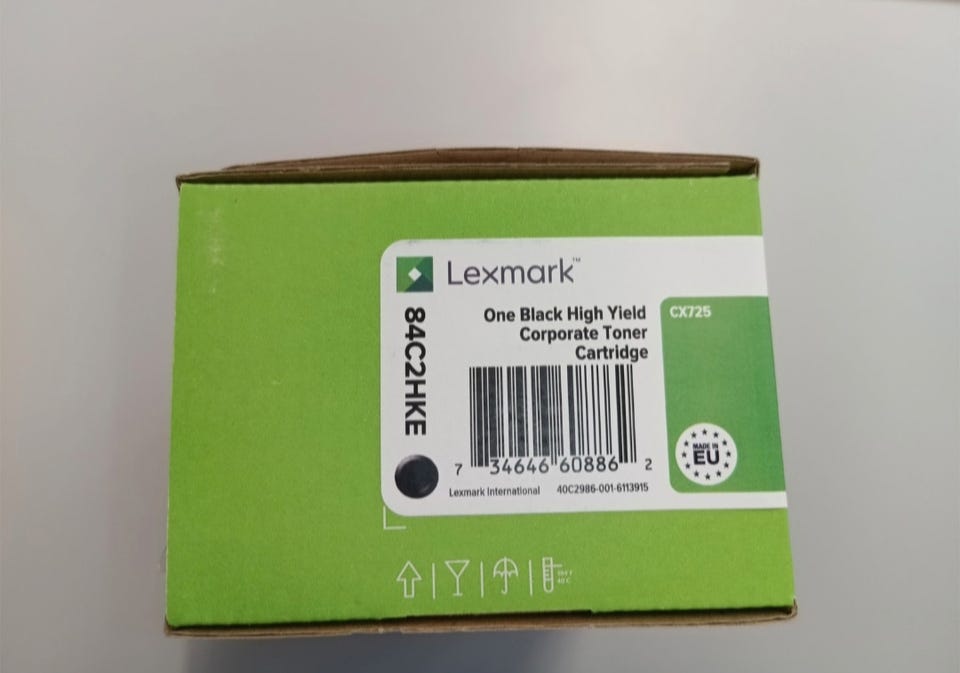 Lexmark™
84C2HKE
One Black High Yield
Corporate Toner
Cartridge
CX725
7 34646 60886 2
MADE IN
EU
Lexmark International 40C2986-001-6113915